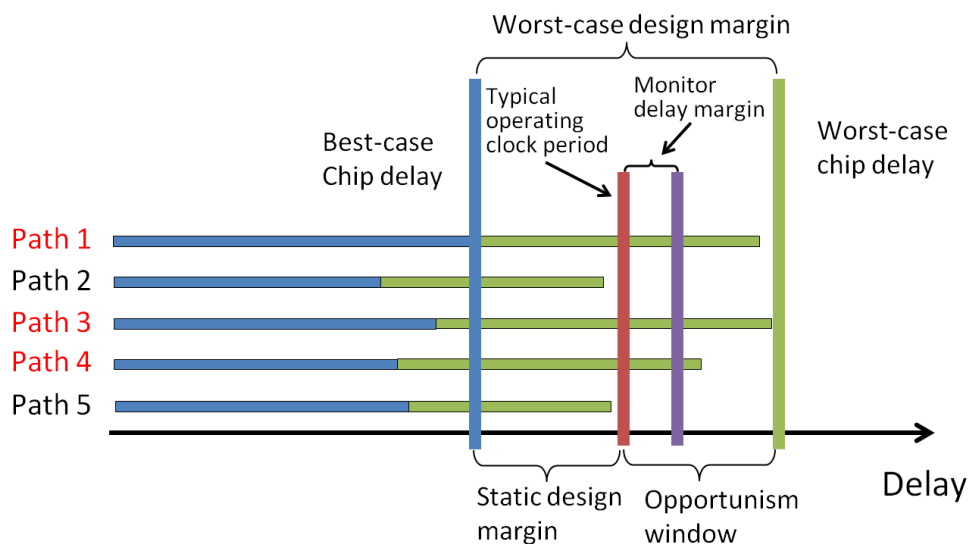 Worst-case design margin
Typical
operating
clock period
Monitor
delay margin
Best-case
Chip delay
Worst-case
chip delay
Path 1
Path 2
Path 3
Path 4
Path 5
Delay
Static design
margin
Opportunism
window